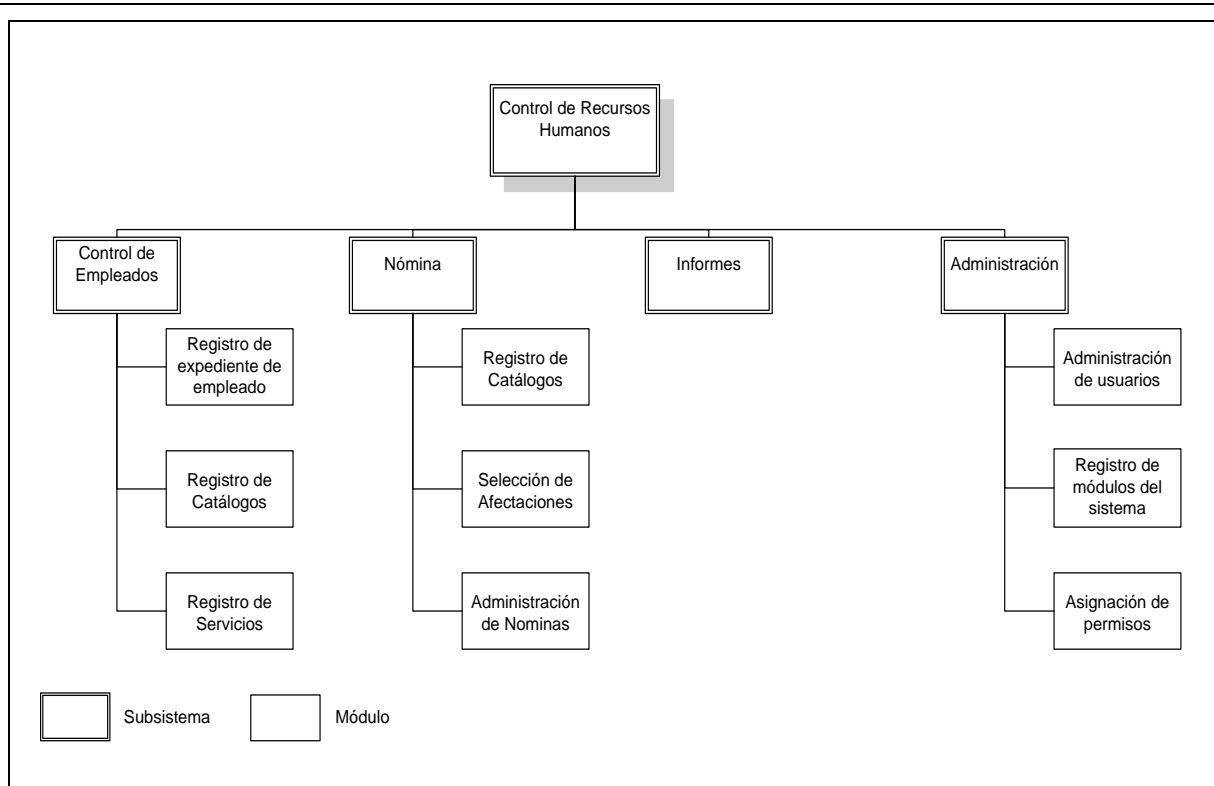 Control de Recursos
Humanos
Control de
Empleados
Nómina
Informes
Administración
Registro de
expediente de
empleado
Registro de
Catálogos
Registro de
Servicios
Registro de
Catálogos
Selección de
Afectaciones
Administración
de Nominas
Administración
de usuarios
Registro de
módulos del
sistema
Asignación de
permisos
Subsistema
Módulo